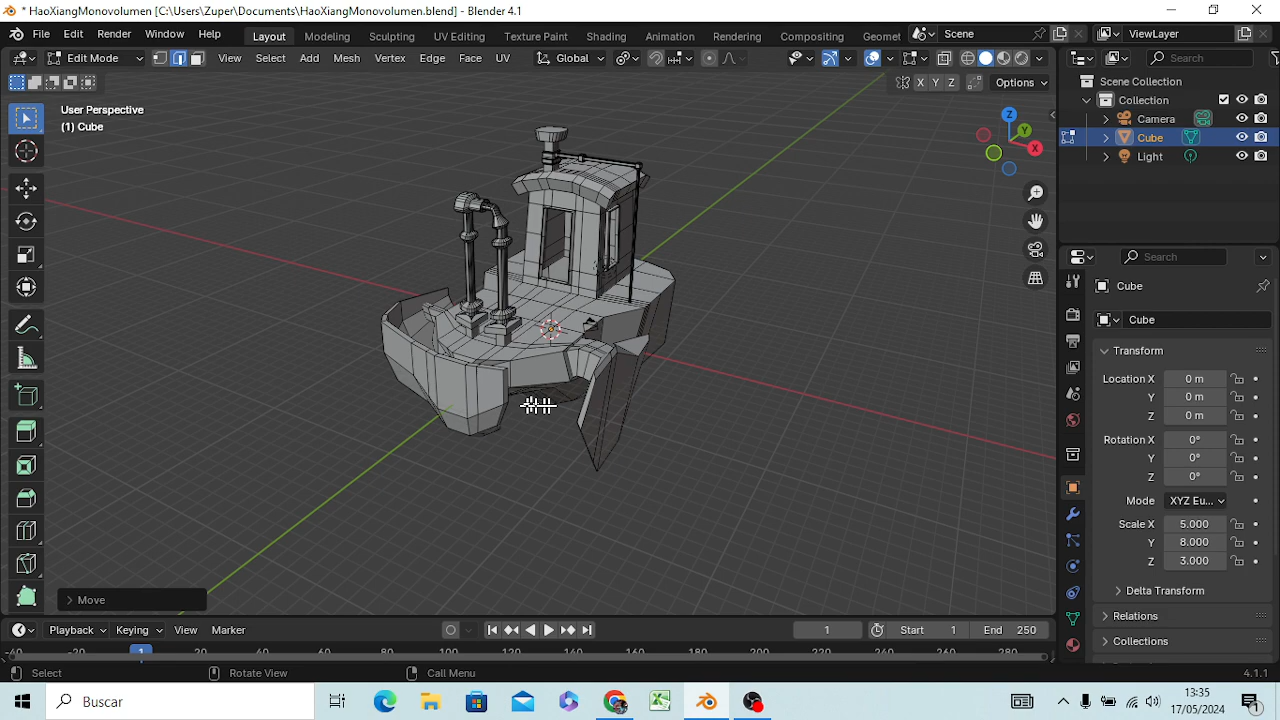 * HaoXiangMonovolumen [C:\Users\Zuper\Documents\HaoXiangMonovolumen.blend] - Blender 4.1
File Edit Render Window Help Layout Modeling Sculpting UV Editing Texture Paint Shading Animation Rendering Compositing Geomet Scene ViewLayer
Edit Mode View Select Add Mesh Vertex Edge Face UV Global Search
X Y Z Options
User Perspective
(1) Cube
Scene Collection
Collection
Camera
Cube
Light
Z
Y
X
Search
Cube
Cube
Transform
Location X 0 m
Y 0 m
Z 0 m
Rotation X 0°
Y 0°
Z 0°
Mode XYZ Eu...
Scale X 5.000
Y 8.000
Z 3.000
Delta Transform
Relations
Collections
Move
Playback Keying View Marker 1 Start 1 End 250
-40 -20 1 20 40 60 80 100 120 140 160 180 200 220 240 260 280
Select Rotate View Call Menu 4.1.1
Buscar
13:35
17/05/2024
1